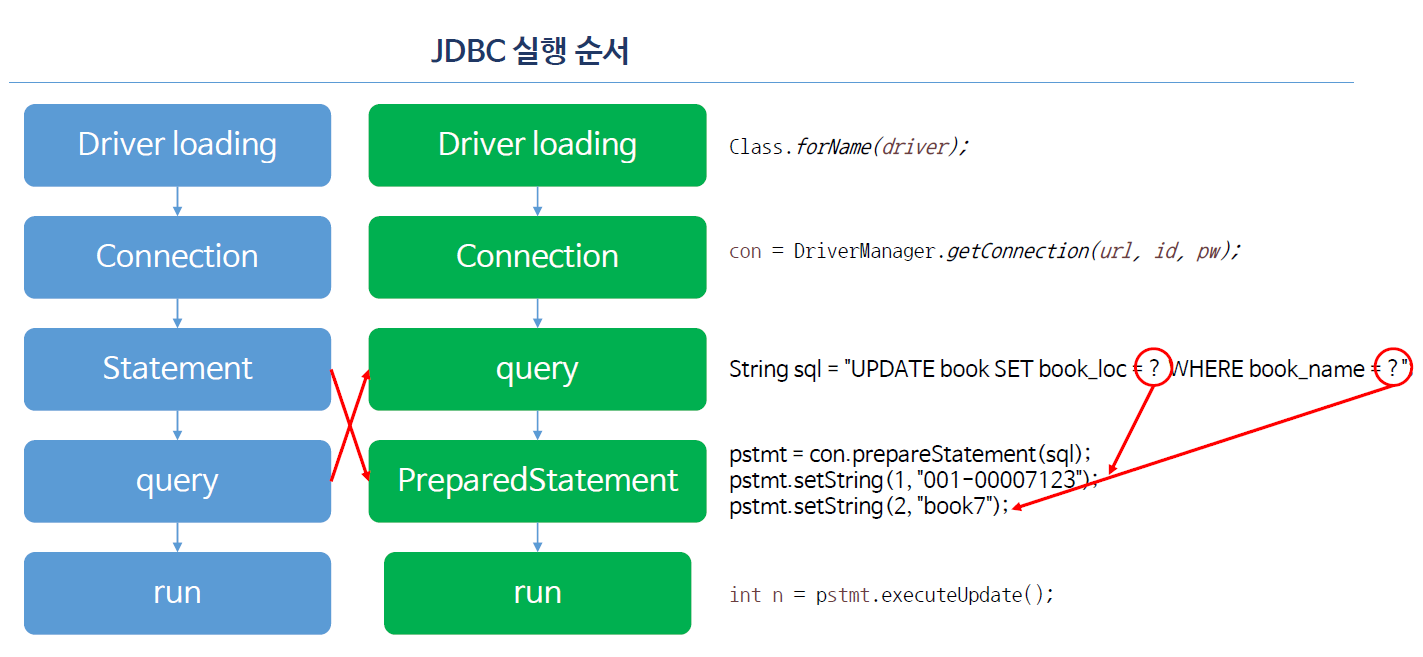 JDBC 실행 순서
Driver loading
Driver loading
Class.forName(driver);
Connection
Connection
con = DriverManager.getConnection(url, id, pw);
Statement
query
String sql = "UPDATE book SET book_loc = ? WHERE book_name = ?"
query
PreparedStatement
pstmt = con.prepareStatement(sql);
pstmt.setString(1, "001-00007123");
pstmt.setString(2, "book7");
run
run
int n = pstmt.executeUpdate();